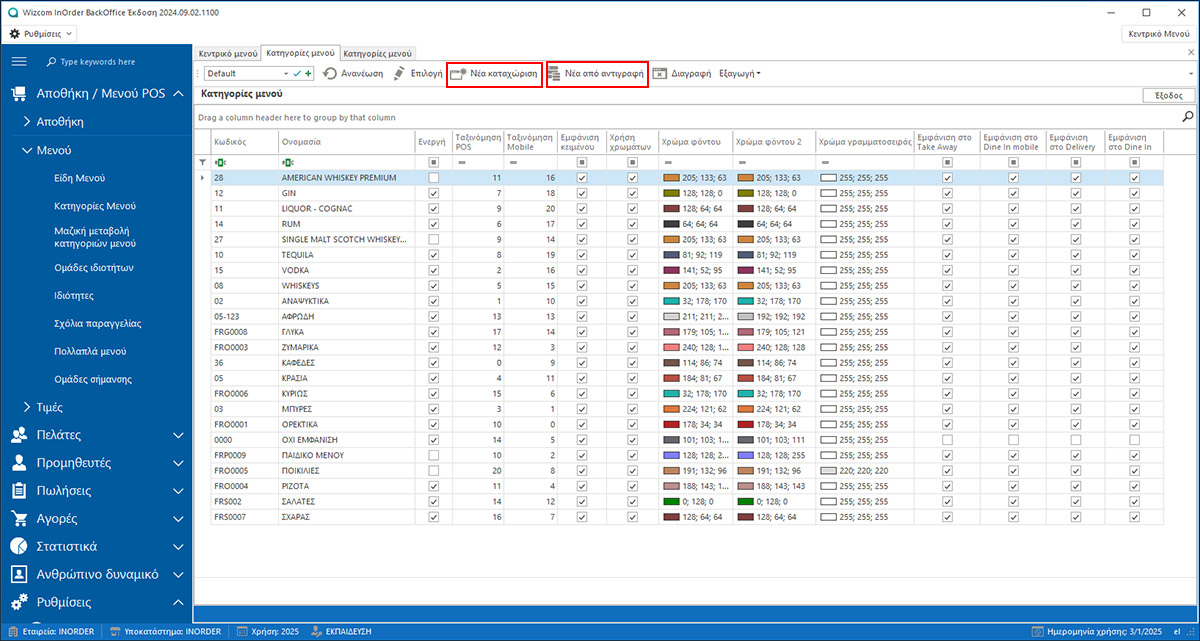 Wizcom InOrder BackOffice Έκδοση 2024.09.02.1100
Ρυθμίσεις
Κεντρικό Μενού
Type keywords here
Αποθήκη / Μενού POS
Αποθήκη
Μενού
Είδη Μενού
Κατηγορίες Μενού
Μαζική μεταβολή
κατηγοριών μενού
Ομάδες ιδιοτήτων
Ιδιότητες
Σχόλια παραγγελίας
Πολλαπλά μενού
Ομάδες σήμανσης
Τιμές
Πελάτες
Προμηθευτές
Πωλήσεις
Αγορές
Στατιστικά
Ανθρώπινο δυναμικό
Ρυθμίσεις
Κεντρικό μενού Κατηγορίες μενού Κατηγορίες μενού
Default Ανανέωση Επιλογή Νέα καταχώριση Νέα από αντιγραφή Διαγραφή Εξαγωγή
Κατηγορίες μενού
Έξοδος
Drag a column header here to group by that column
Κωδικός Ονομασία Ενεργή Ταξινόμηση POS Ταξινόμηση Mobile Εμφάνιση κειμένου Χρήση χρωμάτων Χρώμα φόντου Χρώμα φόντου 2 Χρώμα γραμματοσειράς Εμφάνιση στο Take Away Εμφάνιση στο Dine In mobile Εμφάνιση στο Delivery Εμφάνιση στο Dine In
28 AMERICAN WHISKEY PREMIUM 11 16 205; 133; 63 205; 133; 63 255; 255; 255
12 GIN 7 18 128; 128; 0 128; 128; 0 255; 255; 255
11 LIQUOR - COGNAC 9 20 128; 64; 64 128; 64; 64 255; 255; 255
14 RUM 6 17 64; 64; 64 64; 64; 64 255; 255; 255
27 SINGLE MALT SCOTCH WHISKEY... 9 14 205; 133; 63 205; 133; 63 255; 255; 255
10 TEQUILA 8 19 81; 92; 119 81; 92; 119 255; 255; 255
15 VODKA 2 16 141; 52; 95 141; 52; 95 255; 255; 255
08 WHISKEYS 5 15 205; 133; 63 205; 133; 63 255; 255; 255
02 ΑΝΑΨΥΚΤΙΚΑ 1 10 32; 178; 170 32; 178; 170 255; 255; 255
05-123 ΑΦΡΩΔΗ 13 13 211; 211; 2... 192; 192; 192 255; 255; 255
FRG0008 ΓΛΥΚΑ 17 14 179; 105; 1... 179; 105; 121 255; 255; 255
FRO0003 ΖΥΜΑΡΙΚΑ 12 3 240; 128; 1... 240; 128; 128 255; 255; 255
36 ΚΑΦΕΔΕΣ 0 9 114; 86; 74 114; 86; 74 255; 255; 255
05 ΚΡΑΣΙΑ 4 11 184; 81; 67 184; 81; 67 255; 255; 255
FRO0006 ΚΥΡΙΩΣ 15 6 32; 178; 170 32; 178; 170 255; 255; 255
03 ΜΠΥΡΕΣ 3 1 224; 121; 62 224; 121; 62 255; 255; 255
FRO0001 ΟΡΕΚΤΙΚΑ 10 0 178; 34; 34 178; 34; 34 255; 255; 255
0000 ΟΧΙ ΕΜΦΑΝΙΣΗ 14 5 101; 103; 1... 101; 103; 111 255; 255; 255
FRP0009 ΠΑΙΔΙΚΟ ΜΕΝΟΥ 10 2 128; 128; 2... 128; 128; 255 255; 255; 255
FRO0005 ΠΟΙΚΙΛΙΕΣ 20 8 191; 132; 96 191; 132; 96 220; 220; 220
FRO0004 ΡΙΖΟΤΑ 11 4 188; 143; 1... 188; 143; 143 255; 255; 255
FRS002 ΣΑΛΑΤΕΣ 14 12 0; 128; 0 0; 128; 0 255; 255; 255
FRS0007 ΣΧΑΡΑΣ 16 7 128; 64; 64 128; 64; 64 255; 255; 255
Εταιρεία: INORDER Υποκατάστημα: INORDER Χρήση: 2025 ΕΚΠΑΙΔΕΥΣΗ Ημερομηνία χρήσης: 3/1/2025 el